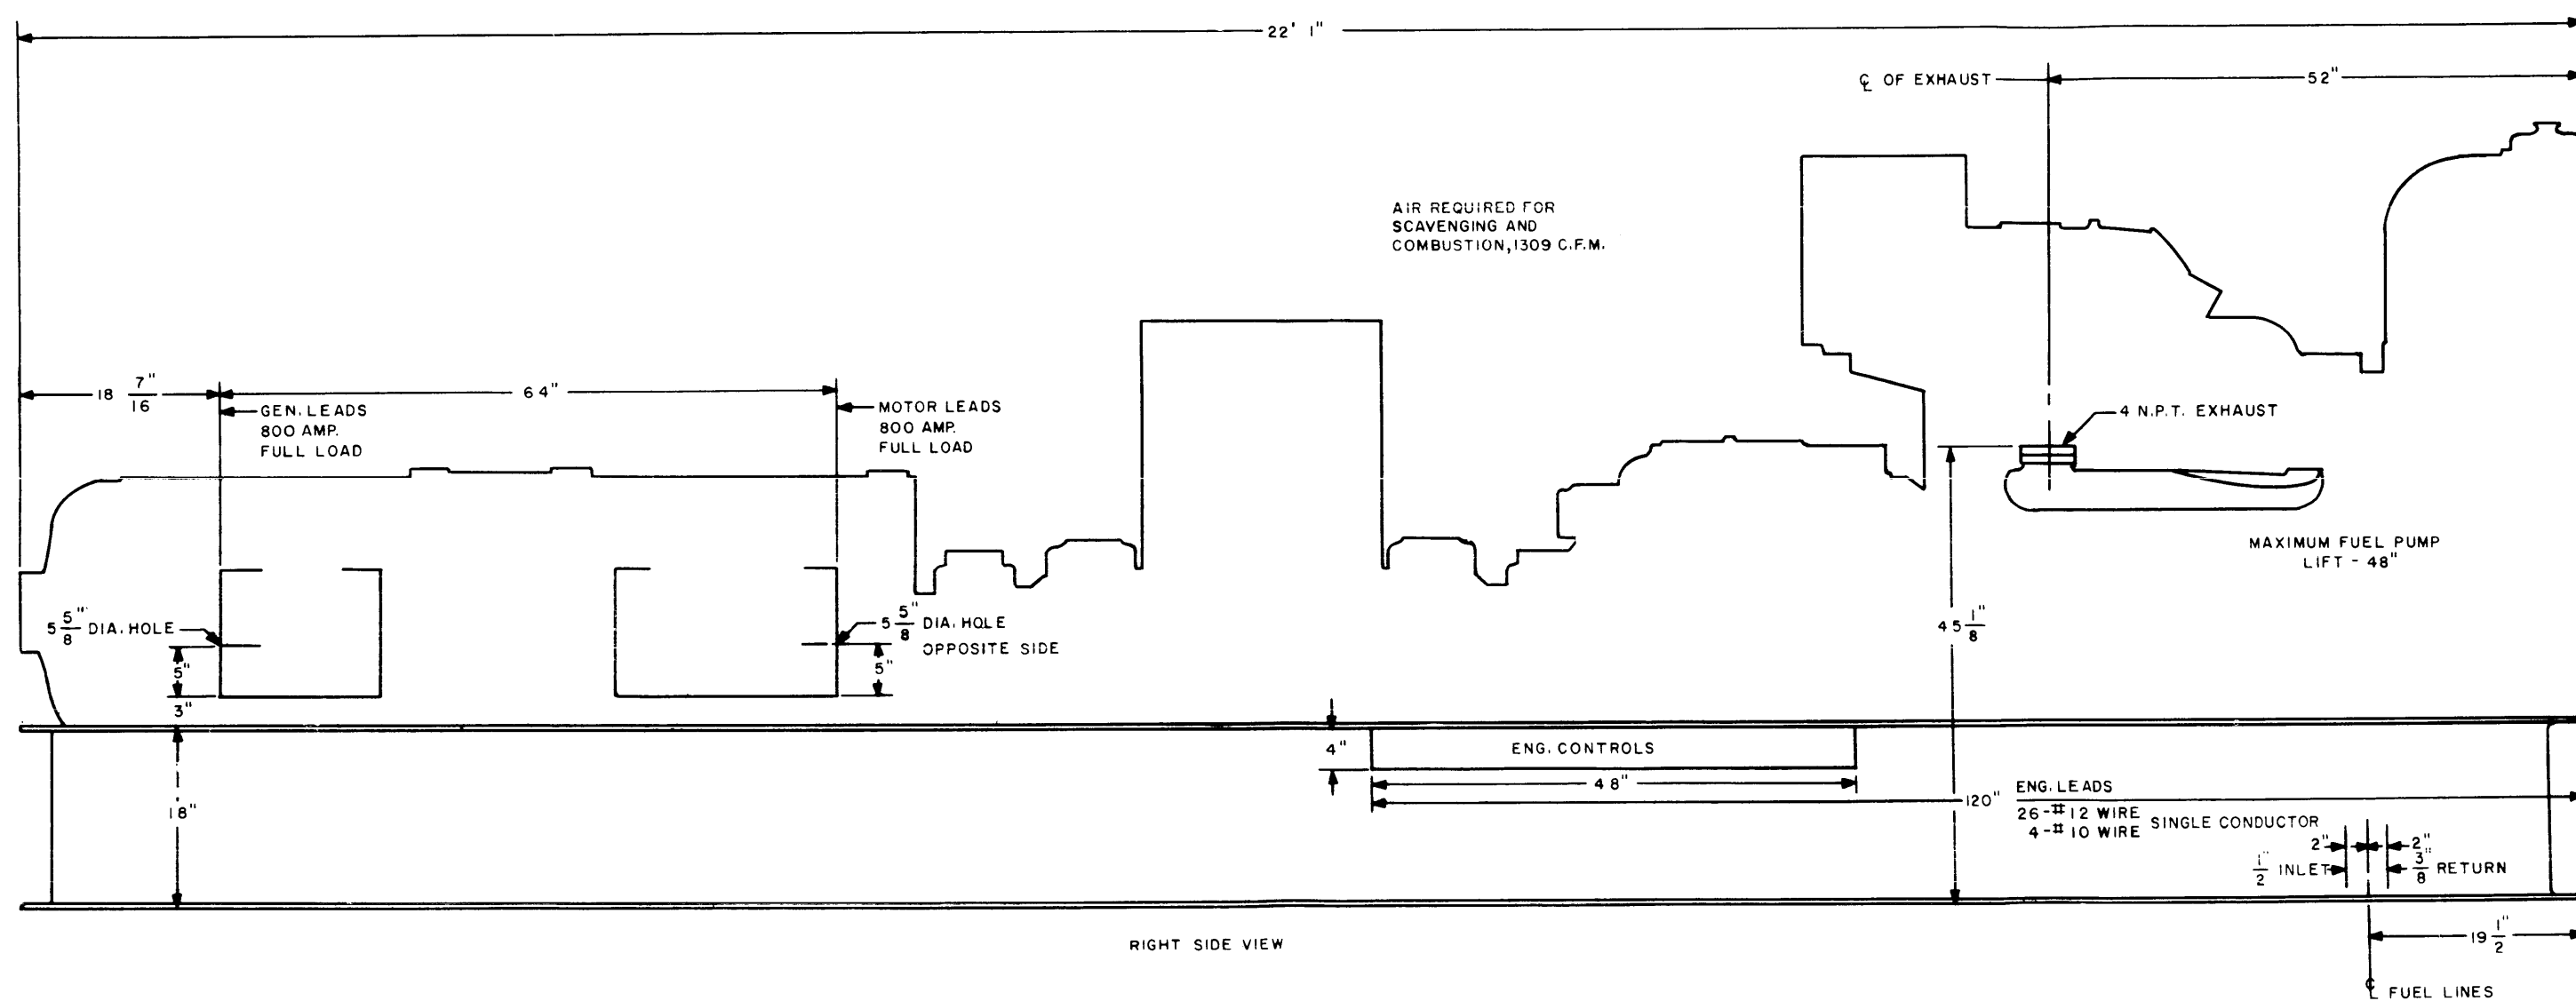 22' 1"
℄ OF EXHAUST
52"
AIR REQUIRED FOR
SCAVENGING AND
COMBUSTION, 1309 C.F.M.
18 7/16"
64"
GEN. LEADS
800 AMP.
FULL LOAD
MOTOR LEADS
800 AMP.
FULL LOAD
4 N.P.T. EXHAUST
MAXIMUM FUEL PUMP
LIFT - 48"
5 5/8" DIA. HOLE
5 5/8" DIA. HOLE
OPPOSITE SIDE
45 1/8"
5"
5"
3"
4"
ENG. CONTROLS
48"
18"
120"
ENG. LEADS
26-#12 WIRE
4-#10 WIRE
SINGLE CONDUCTOR
2"
2"
1/2" INLET
3/8" RETURN
19 1/2"
RIGHT SIDE VIEW
℄ FUEL LINES